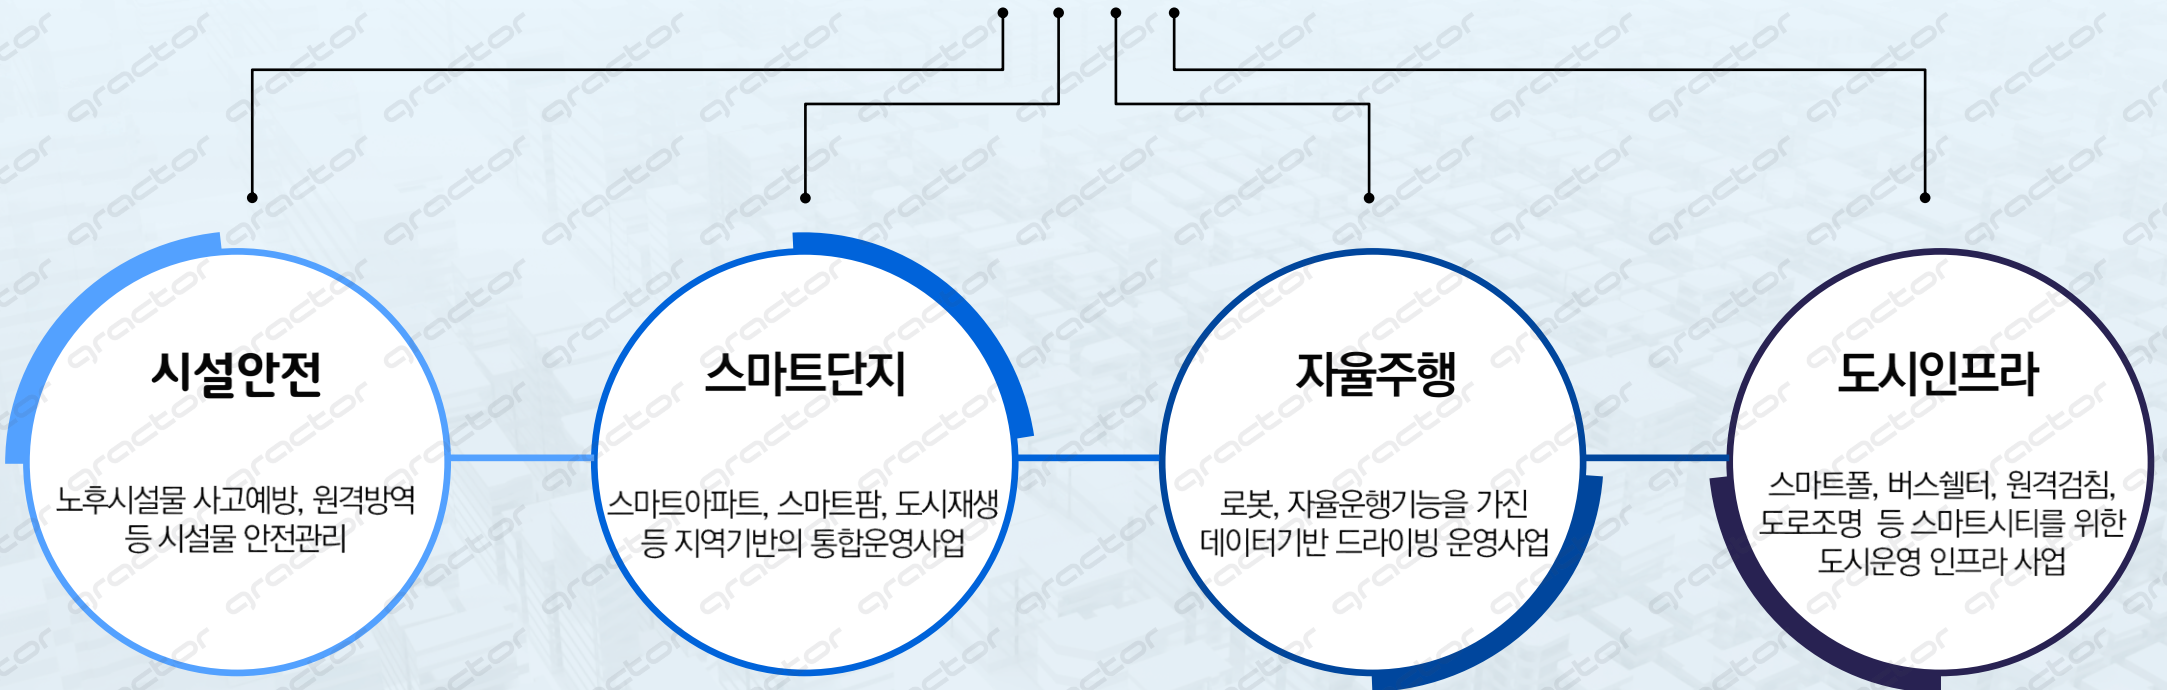 시설안전
노후시설물 사고예방, 원격방역
등 시설물 안전관리
스마트단지
스마트아파트, 스마트팜, 도시재생
등 지역기반의 통합운영사업
자율주행
로봇, 자율운행기능을 가진
데이터기반 드라이빙 운영사업
도시인프라
스마트폴, 버스쉘터, 원격검침,
도로조명 등 스마트시티를 위한
도시운영 인프라 사업
qractor